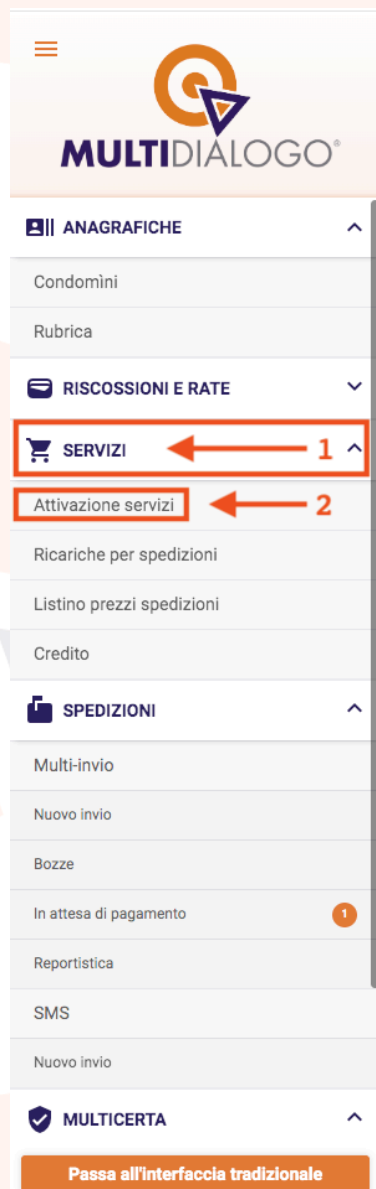 MULTIDIALOGO®
ANAGRAFICHE
Condomìni
Rubrica
RISCOSSIONI E RATE
SERVIZI 1
Attivazione servizi 2
Ricariche per spedizioni
Listino prezzi spedizioni
Credito
SPEDIZIONI
Multi-invio
Nuovo invio
Bozze
In attesa di pagamento 1
Reportistica
SMS
Nuovo invio
MULTICERTA
Passa all'interfaccia tradizionale